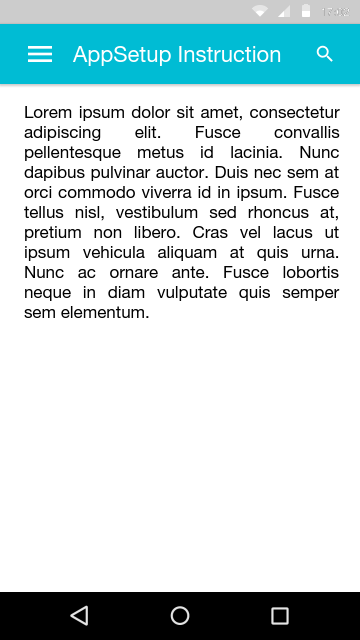 AppSetup Instruction
Lorem ipsum dolor sit amet, consectetur
adipiscing elit. Fusce convallis
pellentesque metus id lacinia. Nunc
dapibus pulvinar auctor. Duis nec sem at
orci commodo viverra id in ipsum. Fusce
tellus nisl, vestibulum sed rhoncus at,
pretium non libero. Cras vel lacus ut
ipsum vehicula aliquam at quis urna.
Nunc ac ornare ante. Fusce lobortis
neque in diam vulputate quis semper
sem elementum.